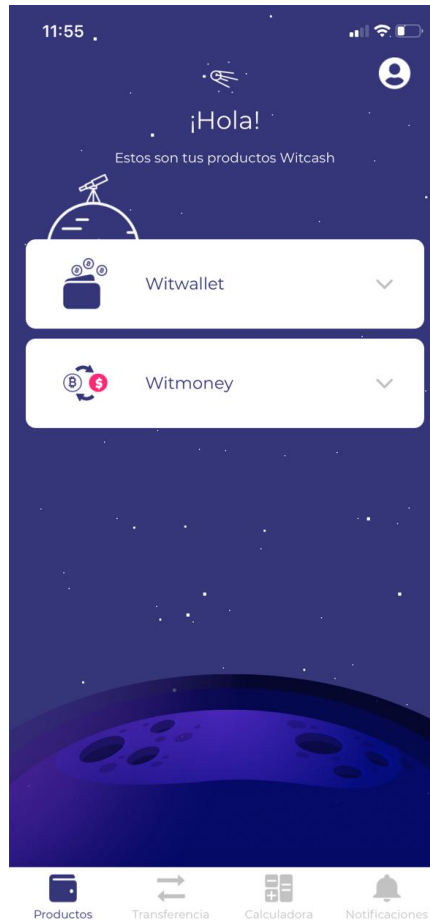 11:55
¡Hola!
Estos son tus productos Witcash
Witwallet
Witmoney
Productos Transferencia Calculadora Notificaciones